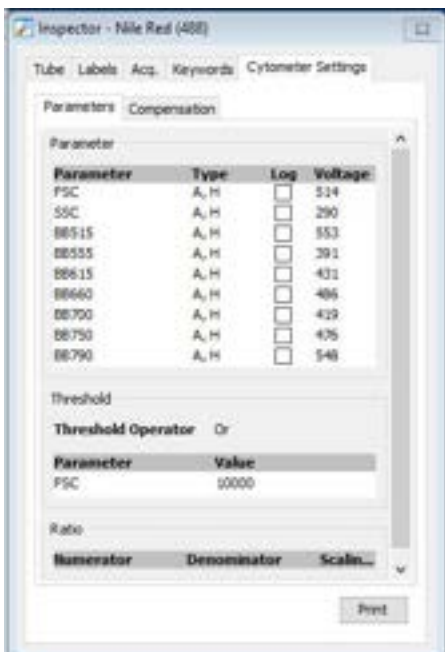 Inspector - Nile Red (488)
Tube Labels Acq. Keywords Cytometer Settings
Parameters Compensation
Parameter
Parameter Type Log Voltage
FSC A, H 514
SSC A, H 290
BB515 A, H 553
BB555 A, H 391
BB615 A, H 431
BB660 A, H 486
BB700 A, H 419
BB750 A, H 476
BB790 A, H 548
Threshold
Threshold Operator Or
Parameter Value
FSC 10000
Ratio
Numerator Denominator Scalin...
Print